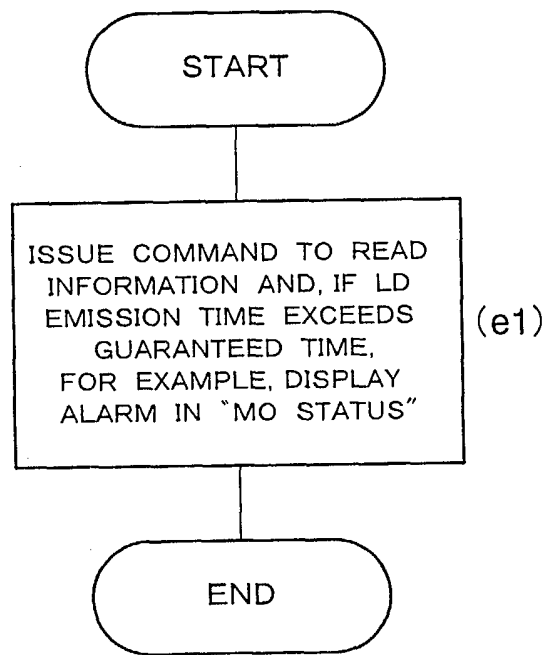 START
ISSUE COMMAND TO READ
INFORMATION AND, IF LD
EMISSION TIME EXCEEDS
GUARANTEED TIME,
FOR EXAMPLE, DISPLAY
ALARM IN "MO STATUS"
(e1)
END